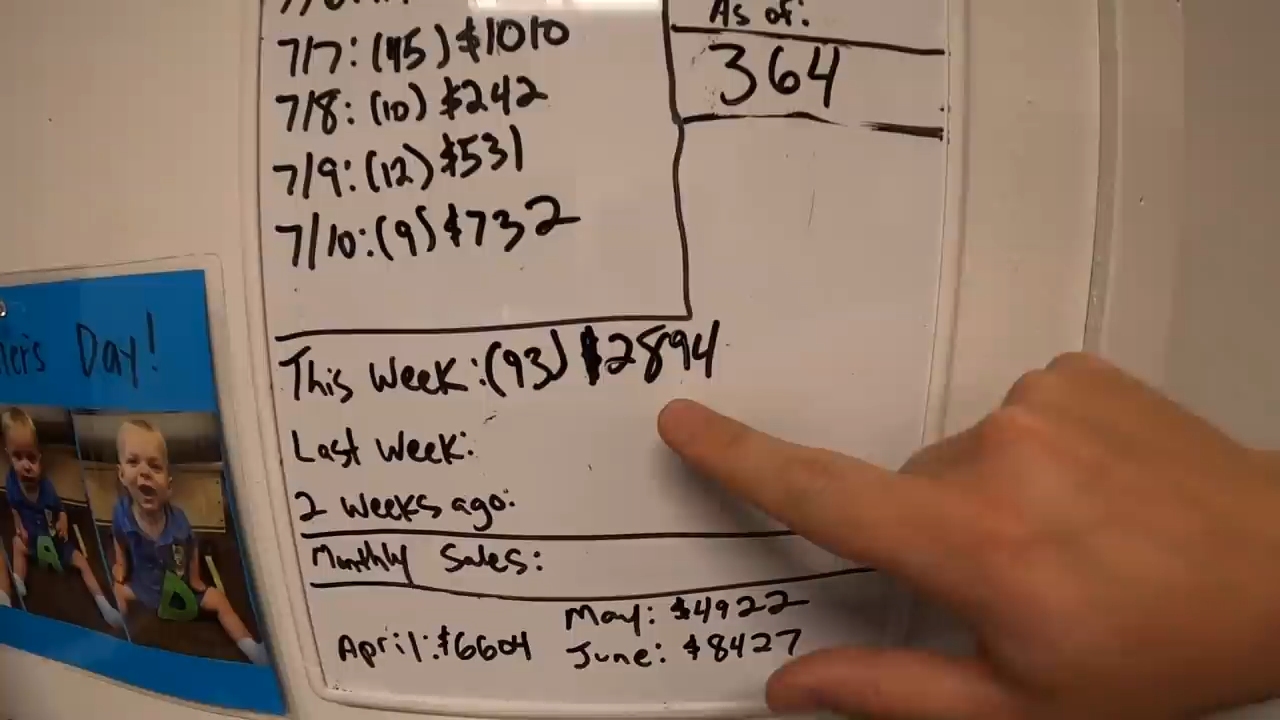 As of:
364
7/7: (45) $1010
7/8: (10) $242
7/9: (12) $531
7/10: (9) $732
This Week: (93) $2894
Last Week:
2 Weeks ago:
Monthly Sales:
April: $6604
May: $4922
June: $8427
Day!
A
D